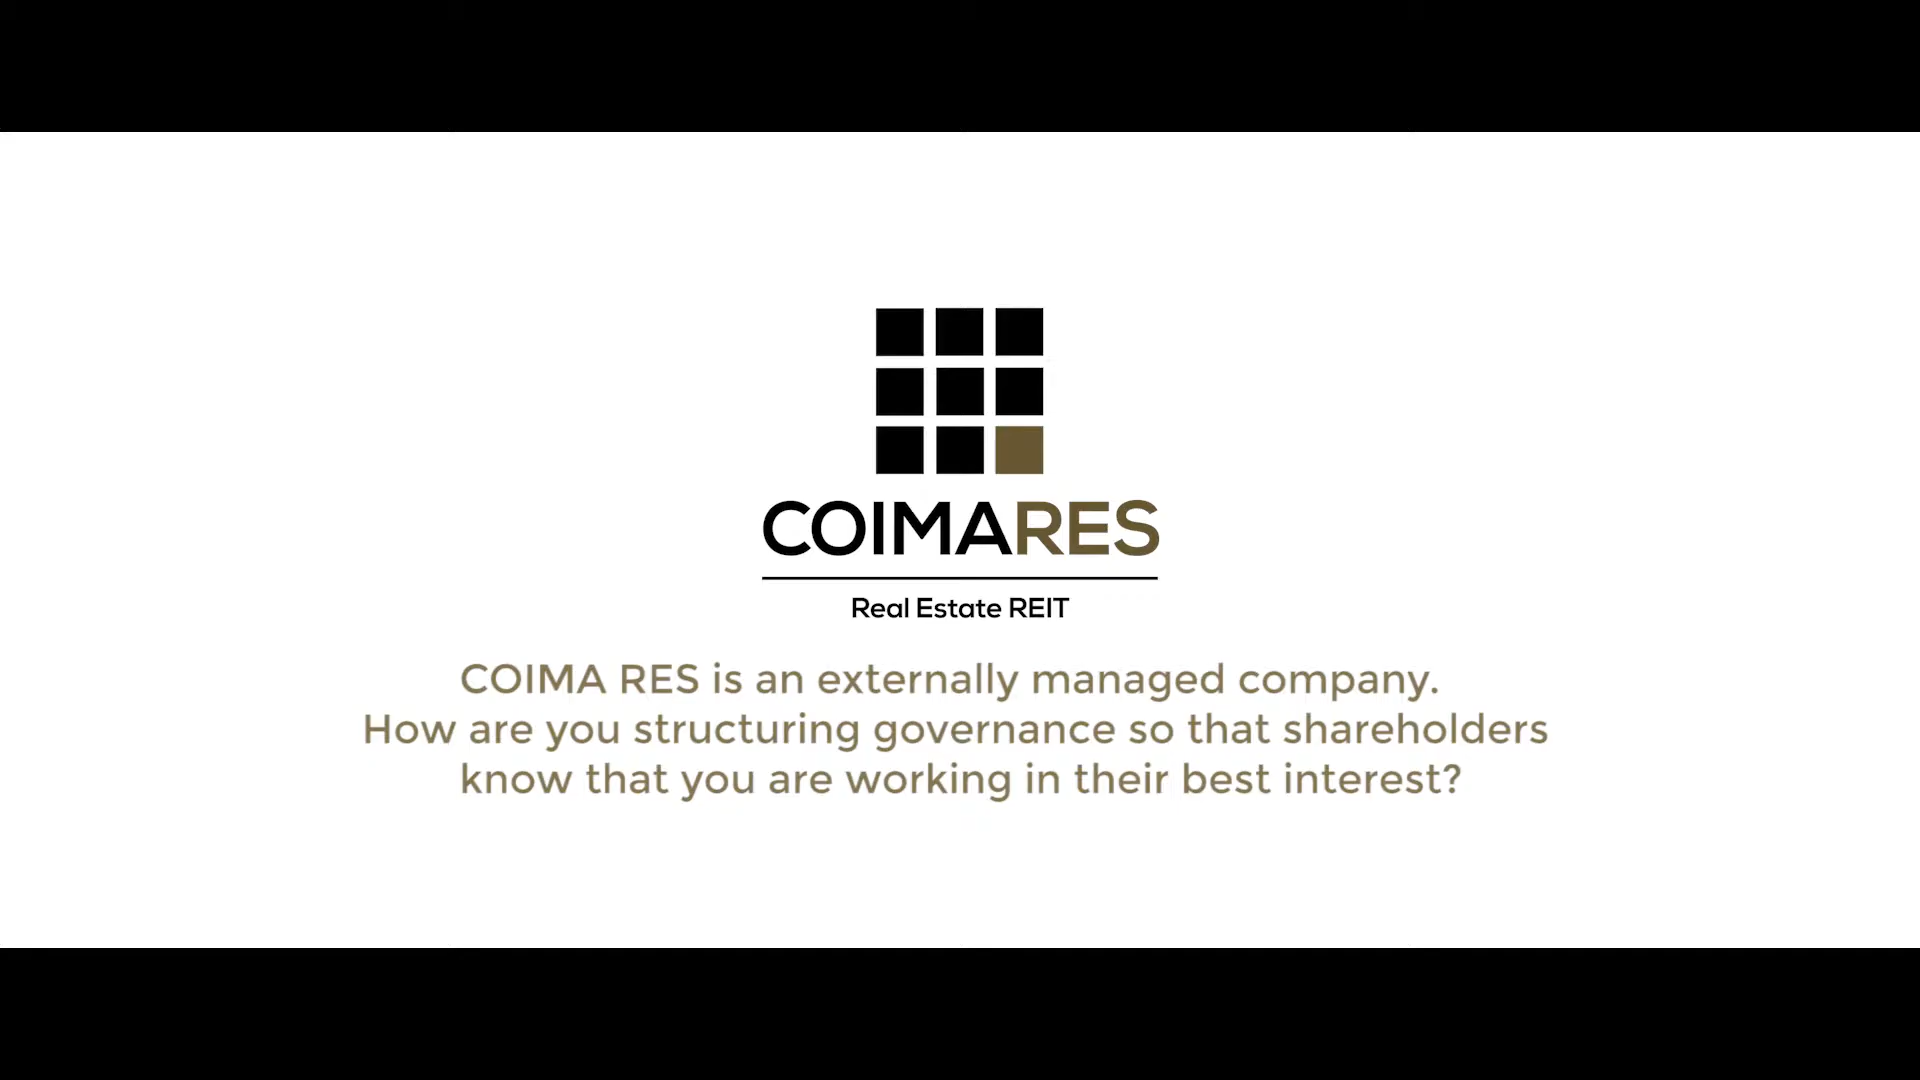 COIMARES
Real Estate REIT
COIMA RES is an externally managed company.
How are you structuring governance so that shareholders
know that you are working in their best interest?